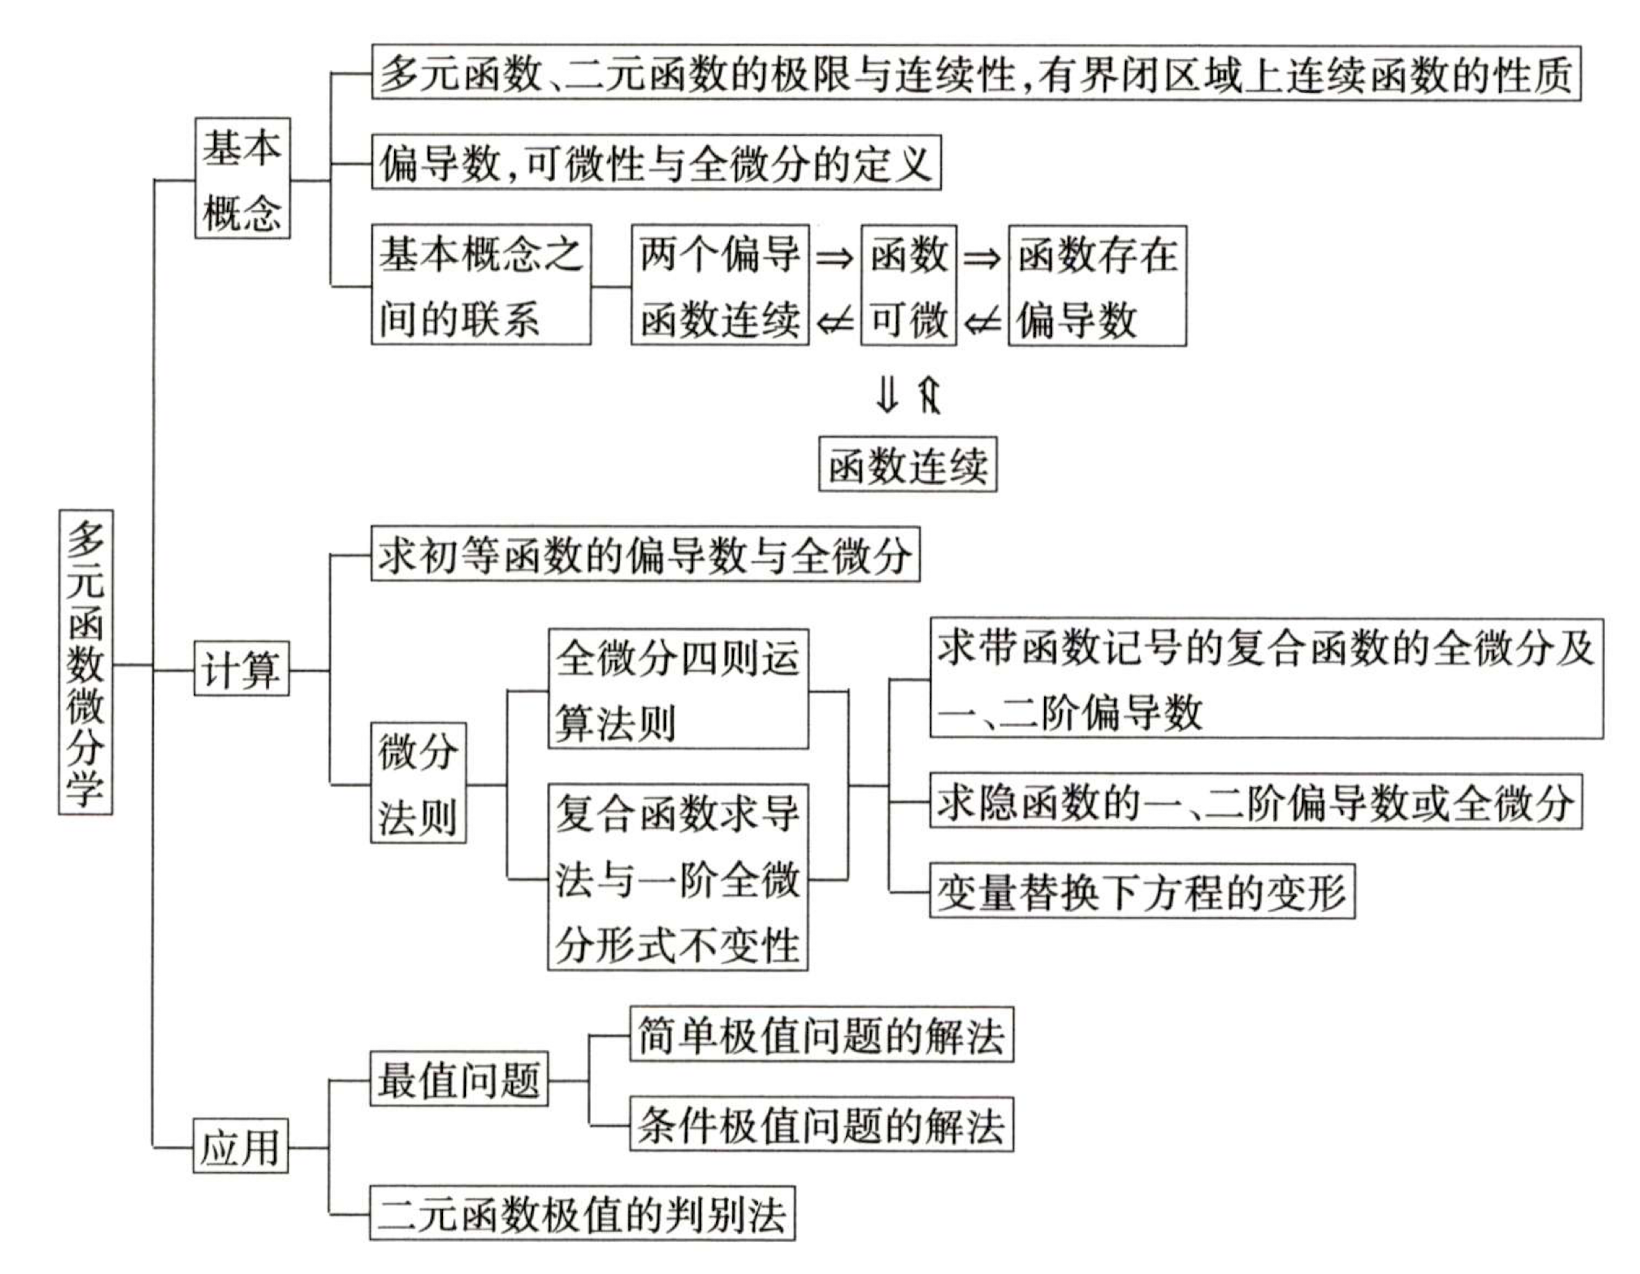 多元函数、二元函数的极限与连续性,有界闭区域上连续函数的性质
基本
概念
偏导数,可微性与全微分的定义
基本概念之
间的联系
两个偏导
函数连续
⇒
⇍
函数
可微
⇒
⇍
函数存在
偏导数
⇓ ⇑̸
函数连续
多元函数微分学
求初等函数的偏导数与全微分
计算
微分
法则
全微分四则运
算法则
复合函数求导
法与一阶全微
分形式不变性
求带函数记号的复合函数的全微分及
一、二阶偏导数
求隐函数的一、二阶偏导数或全微分
变量替换下方程的变形
应用
最值问题
简单极值问题的解法
条件极值问题的解法
二元函数极值的判别法